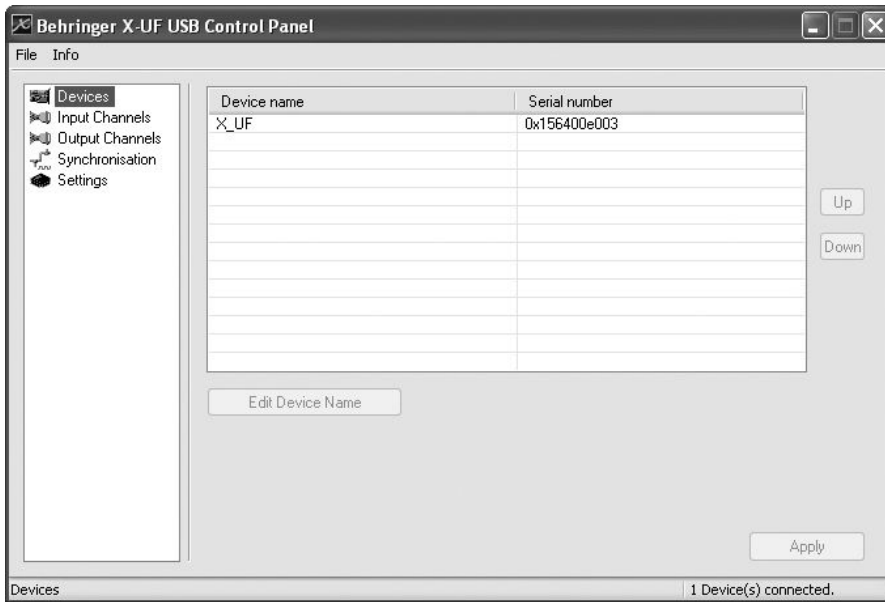 Behringer X-UF USB Control Panel
File Info
Devices
Input Channels
Output Channels
Synchronisation
Settings
Device name Serial number
X_UF 0x156400e003
Up
Down
Edit Device Name
Apply
Devices 1 Device(s) connected.